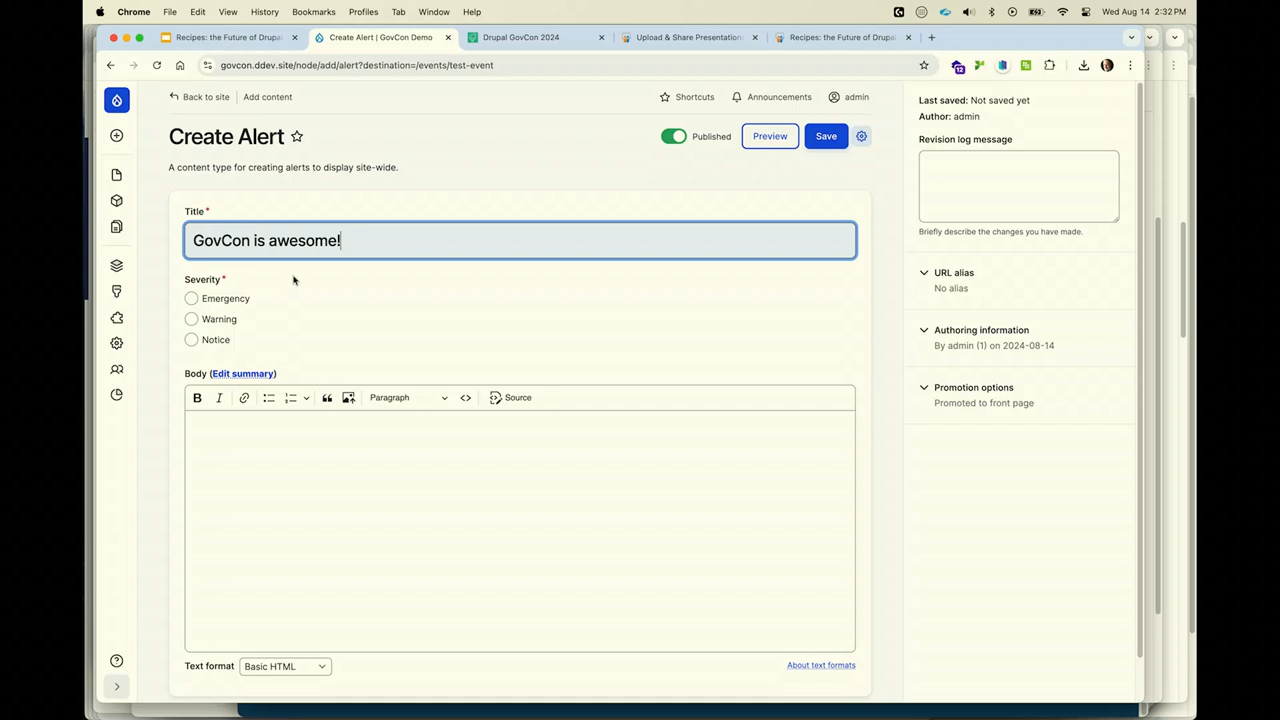 Chrome File Edit View History Bookmarks Profiles Tab Window Help Wed Aug 14 2:32 PM
Recipes: the Future of Drupal Create Alert | GovCon Demo Drupal GovCon 2024 Upload & Share Presentations Recipes: the Future of Drupal
govcon.ddev.site/node/add/alert?destination=/events/test-event
12
Back to site Add content Shortcuts Announcements admin
Create Alert Published Preview Save
A content type for creating alerts to display site-wide.
Title *
GovCon is awesome!
Severity *
Emergency
Warning
Notice
Body (Edit summary)
B I Paragraph Source
Text format Basic HTML About text formats
Last saved: Not saved yet
Author: admin
Revision log message
Briefly describe the changes you have made.
URL alias
No alias
Authoring information
By admin (1) on 2024-08-14
Promotion options
Promoted to front page